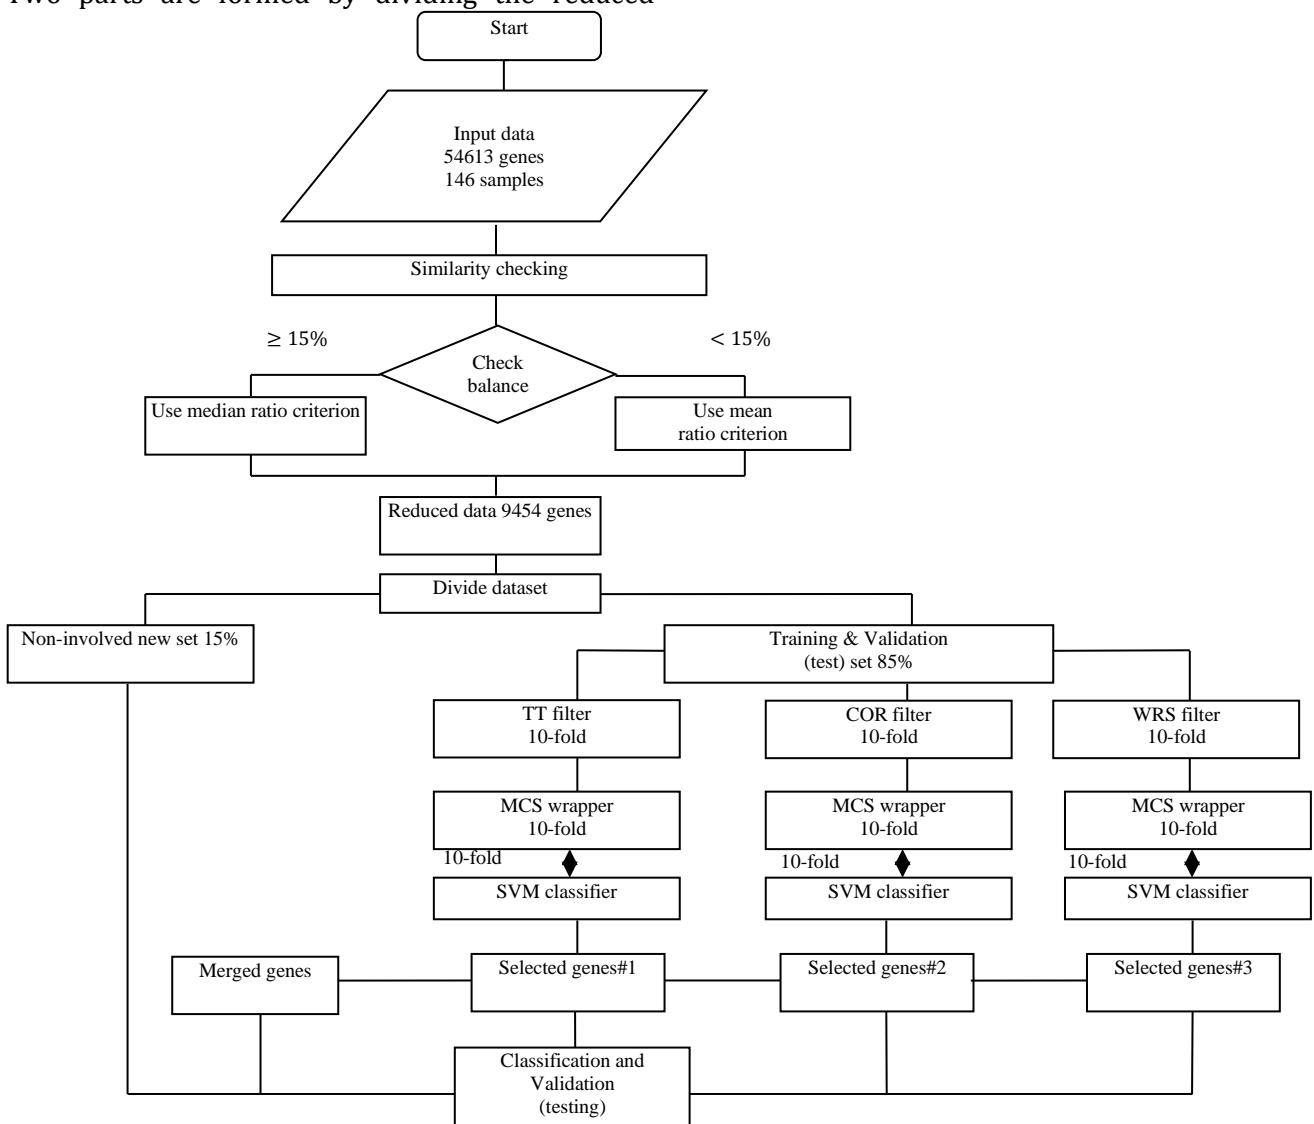 Two parts are formed by dividing the reduced
Start
Input data
54613 genes
146 samples
Similarity checking
≥ 15%
< 15%
Check
balance
Use median ratio criterion
Use mean
ratio criterion
Reduced data 9454 genes
Divide dataset
Non-involved new set 15%
Training & Validation
(test) set 85%
TT filter
10-fold
COR filter
10-fold
WRS filter
10-fold
MCS wrapper
10-fold
MCS wrapper
10-fold
MCS wrapper
10-fold
10-fold
10-fold
10-fold
SVM classifier
SVM classifier
SVM classifier
Merged genes
Selected genes#1
Selected genes#2
Selected genes#3
Classification and
Validation
(testing)